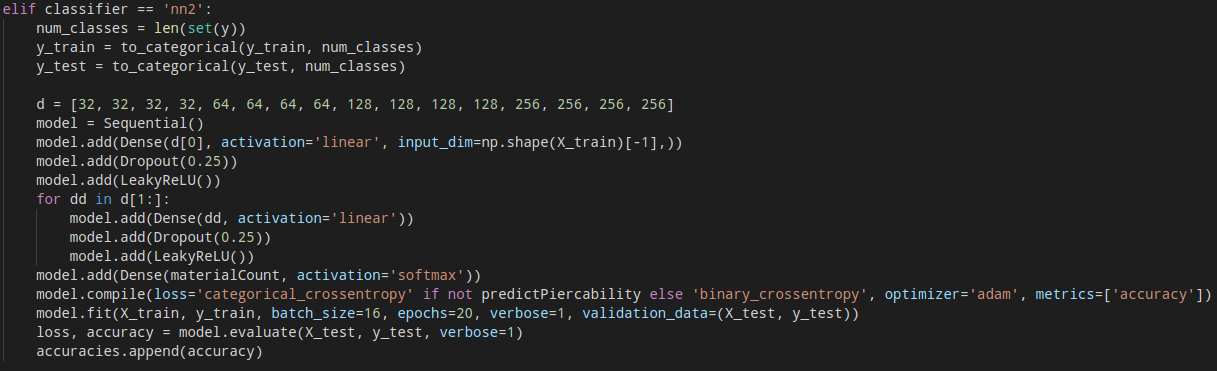 elif classifier == 'nn2':
    num_classes = len(set(y))
    y_train = to_categorical(y_train, num_classes)
    y_test = to_categorical(y_test, num_classes)

    d = [32, 32, 32, 32, 64, 64, 64, 64, 128, 128, 128, 128, 256, 256, 256, 256]
    model = Sequential()
    model.add(Dense(d[0], activation='linear', input_dim=np.shape(X_train)[-1],))
    model.add(Dropout(0.25))
    model.add(LeakyReLU())
    for dd in d[1:]:
        model.add(Dense(dd, activation='linear'))
        model.add(Dropout(0.25))
        model.add(LeakyReLU())
    model.add(Dense(materialCount, activation='softmax'))
    model.compile(loss='categorical_crossentropy' if not predictPiercability else 'binary_crossentropy', optimizer='adam', metrics=['accuracy'])
    model.fit(X_train, y_train, batch_size=16, epochs=20, verbose=1, validation_data=(X_test, y_test))
    loss, accuracy = model.evaluate(X_test, y_test, verbose=1)
    accuracies.append(accuracy)